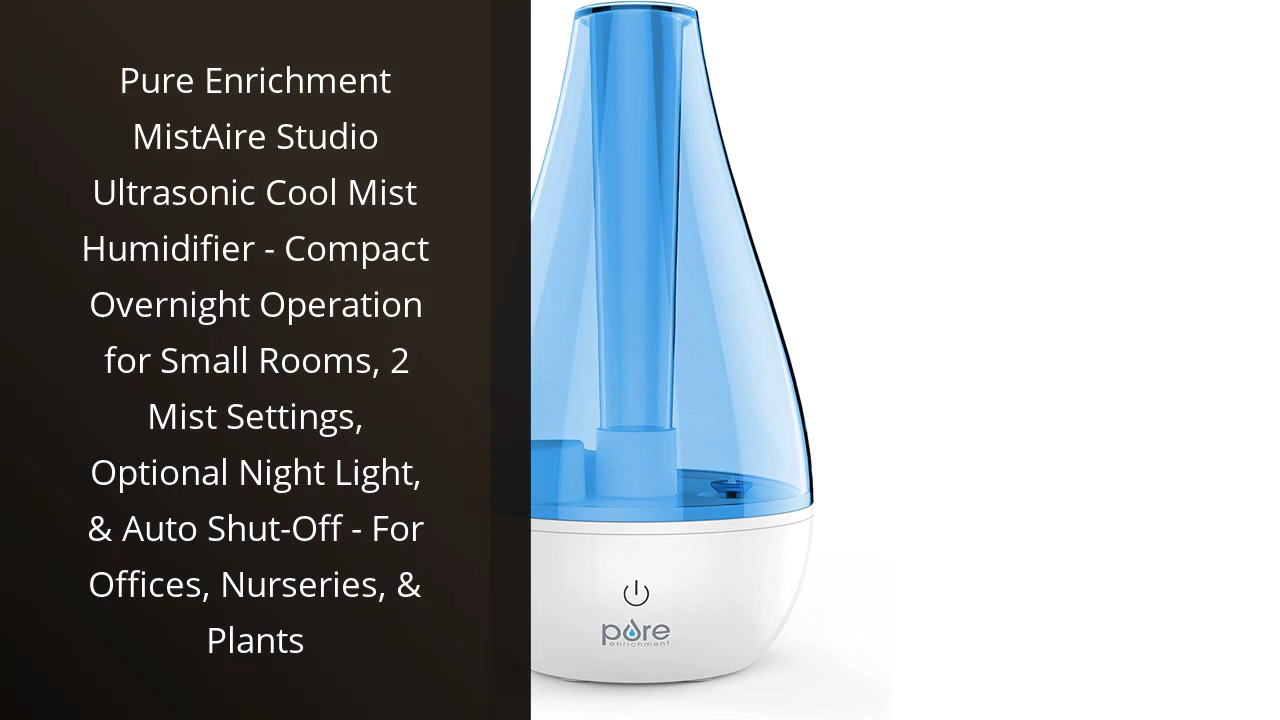 Pure Enrichment
MistAire Studio
Ultrasonic Cool Mist
Humidifier - Compact
Overnight Operation
for Small Rooms, 2
Mist Settings,
Optional Night Light,
& Auto Shut-Off - For
Offices, Nurseries, &
Plants
pure
enrichment